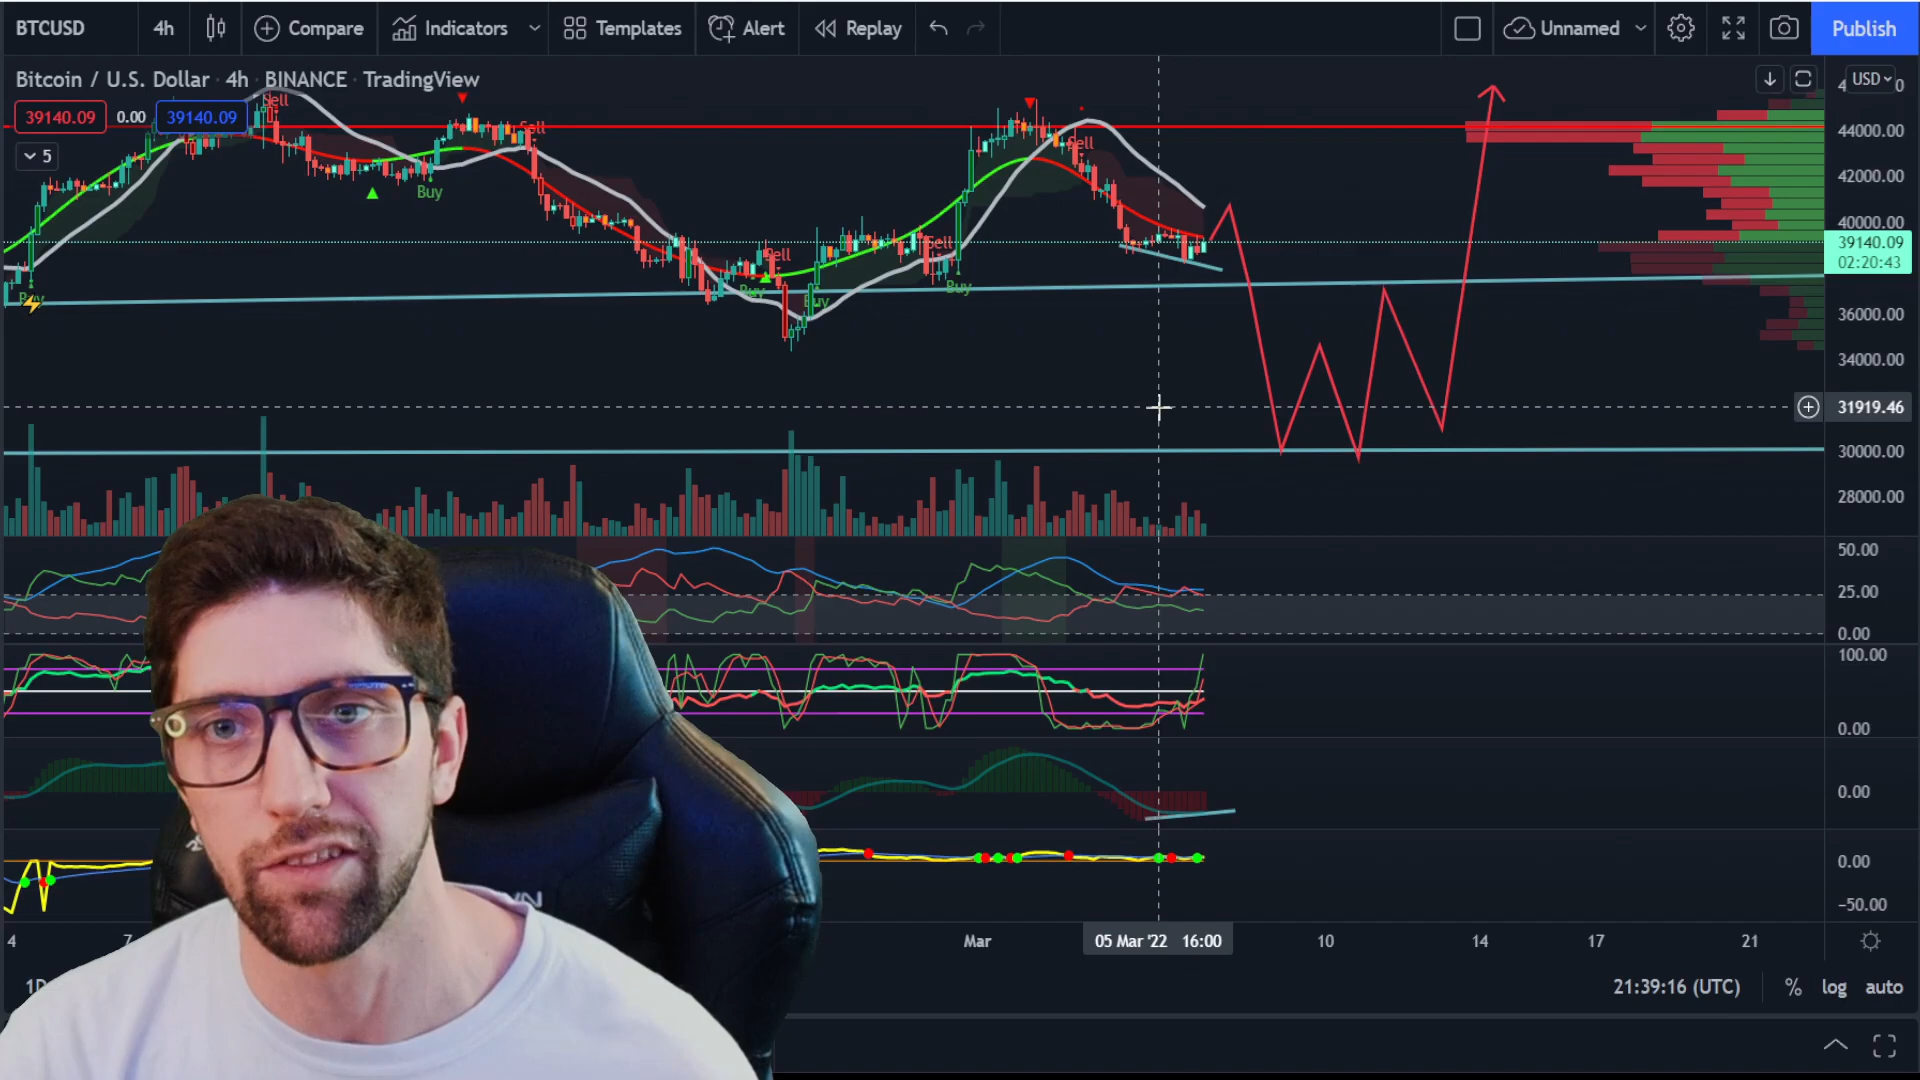 BTCUSD 4h Compare Indicators Templates Alert Replay Unnamed Publish
Bitcoin / U.S. Dollar · 4h · BINANCE · TradingView
39140.09 0.00 39140.09
5
USD
44000.00
42000.00
40000.00
39140.09
02:20:43
36000.00
34000.00
31919.46
30000.00
28000.00
Sell
Sell
Sell
Sell
Sell
Buy
Buy
Buy
Buy
Buy
50.00
25.00
0.00
100.00
0.00
0.00
0.00
−50.00
4 7 Mar 05 Mar '22 16:00 10 14 17 21
21:39:16 (UTC) % log auto